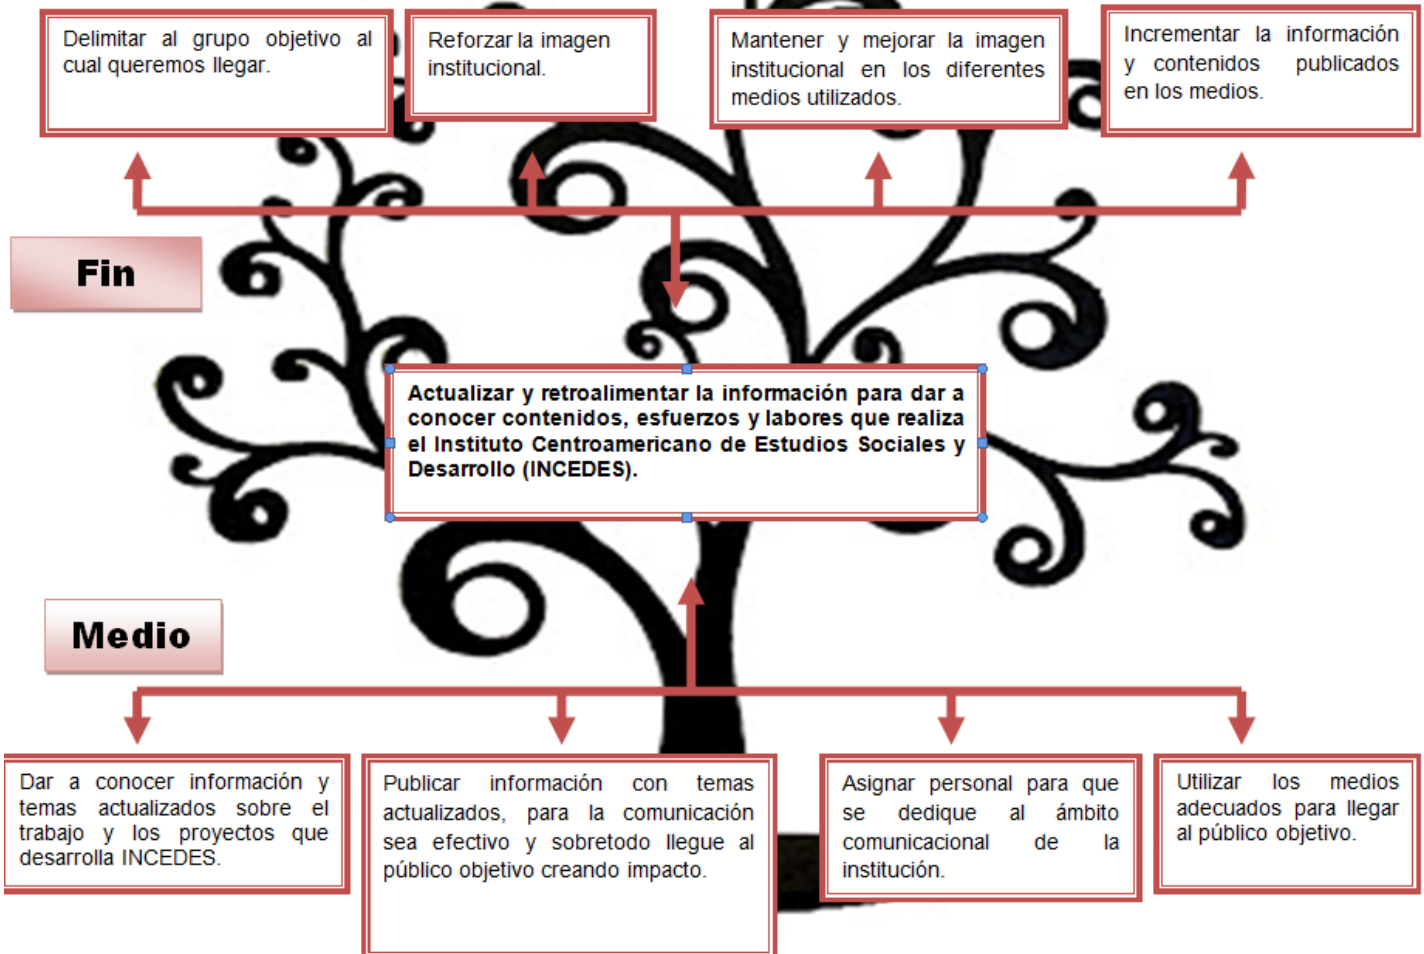 Delimitar al grupo objetivo al
cual queremos llegar.
Reforzar la imagen
institucional.
Mantener y mejorar la imagen
institucional en los diferentes
medios utilizados.
Incrementar la información
y contenidos publicados
en los medios.
Fin
Actualizar y retroalimentar la información para dar a
conocer contenidos, esfuerzos y labores que realiza
el Instituto Centroamericano de Estudios Sociales y
Desarrollo (INCEDES).
Medio
Dar a conocer información y
temas actualizados sobre el
trabajo y los proyectos que
desarrolla INCEDES.
Publicar información con temas
actualizados, para la comunicación
sea efectivo y sobretodo llegue al
público objetivo creando impacto.
Asignar personal para que
se dedique al ámbito
comunicacional de la
institución.
Utilizar los medios
adecuados para llegar
al público objetivo.